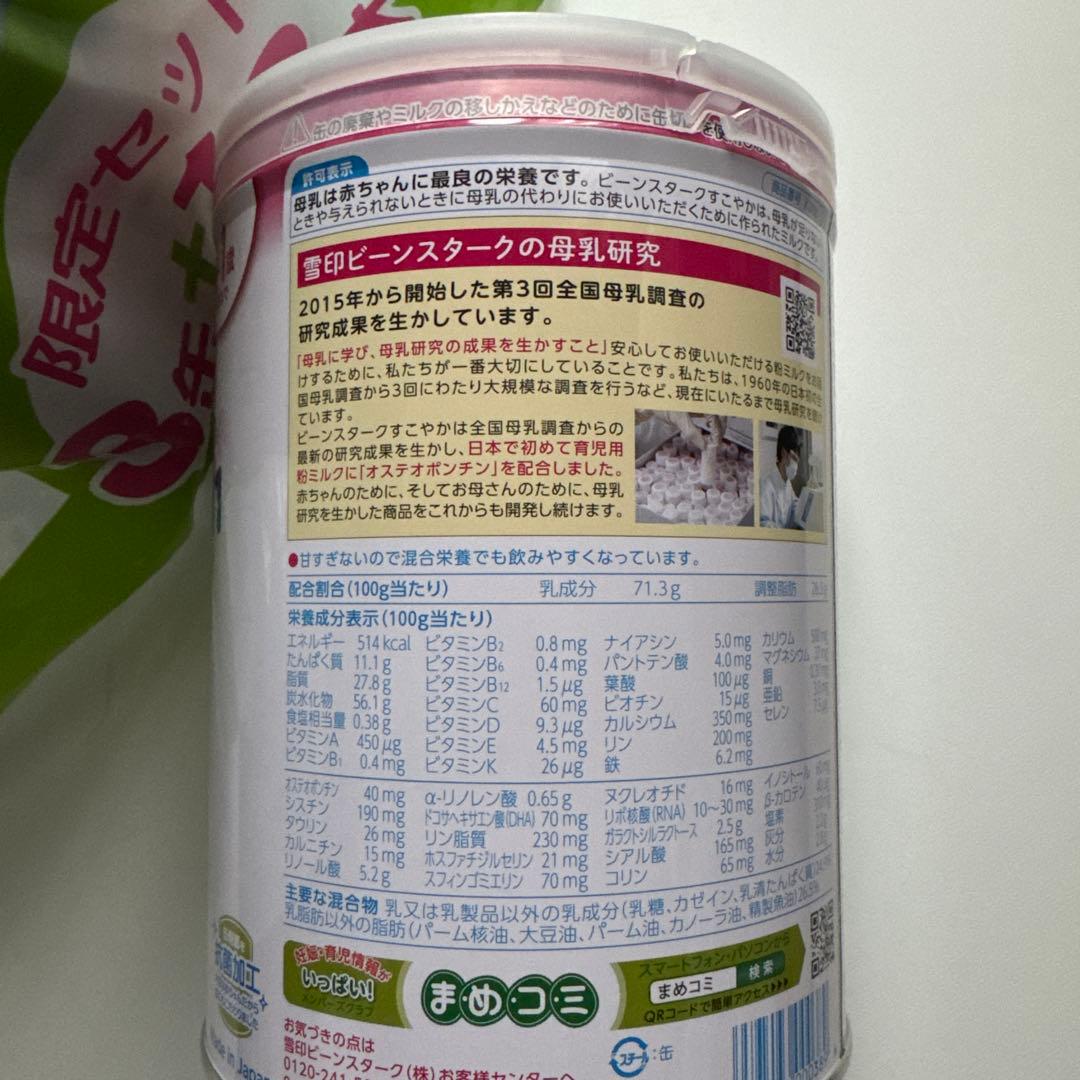 限定セット
⚠缶の廃棄やミルクの移しかえなどのために缶切
許可表示
母乳は赤ちゃんに最良の栄養です。ビーンスタークすこやかは、母乳が足りない
ときや与えられないときに母乳の代わりにお使いいただくために作られたミルクです。
雪印ビーンスタークの母乳研究
2015年から開始した第3回全国母乳調査の
研究成果を生かしています。
「母乳に学び、母乳研究の成果を生かすこと」安心してお使いいただける粉ミルクをお届
けするために、私たちが一番大切にしていることです。私たちは、1960年の日本初の全
国母乳調査から3回にわたり大規模な調査を行うなど、現在にいたるまで母乳研究を続け
ています。
ビーンスタークすこやかは全国母乳調査からの
最新の研究成果を生かし、日本で初めて育児用
粉ミルクに「オステオポンチン」を配合しました。
赤ちゃんのために、そしてお母さんのために、母乳
研究を生かした商品をこれからも開発し続けます。
●甘すぎないので混合栄養でも飲みやすくなっています。
配合割合(100g当たり) 乳成分 71.3g 調整脂肪
栄養成分表示(100g当たり)
エネルギー 514kcal ビタミンB2 0.8mg ナイアシン 5.0mg カリウム
たんぱく質 11.1g ビタミンB6 0.4mg パントテン酸 4.0mg マグネシウム
脂質 27.8g ビタミンB12 1.5μg 葉酸 100μg 銅
炭水化物 56.1g ビタミンC 60mg ビオチン 15μg 亜鉛
食塩相当量 0.38g ビタミンD 9.3μg カルシウム 350mg セレン
ビタミンA 450μg ビタミンE 4.5mg リン 200mg
ビタミンB1 0.4mg ビタミンK 26μg 鉄 6.2mg
オステオポンチン 40mg α-リノレン酸 0.65g ヌクレオチド 16mg イノシトール
シスチン 190mg ドコサヘキサエン酸(DHA) 70mg リボ核酸(RNA) 10〜30mg β-カロテン
タウリン 26mg リン脂質 230mg ガラクトシルラクトース 2.5g 塩素
カルニチン 15mg ホスファチジルセリン 21mg シアル酸 165mg 灰分
リノール酸 5.2g スフィンゴミエリン 70mg コリン 65mg 水分
主要な混合物 乳又は乳製品以外の乳成分(乳糖、カゼイン、乳清たんぱく質)
乳脂肪以外の脂肪(パーム核油、大豆油、パーム油、カノーラ油、精製魚油)26.5%
抗菌加工
妊娠・育児情報が
いっぱい!
メンバーズクラブ
ま・め・コ・ミ
スマートフォン・パソコンから
まめコミ 検索
QRコードで簡単アクセス▶▶▶
お気づきの点は
雪印ビーンスターク(株)お客様センターへ
0120-241-5
スチール:缶
Made in Japan